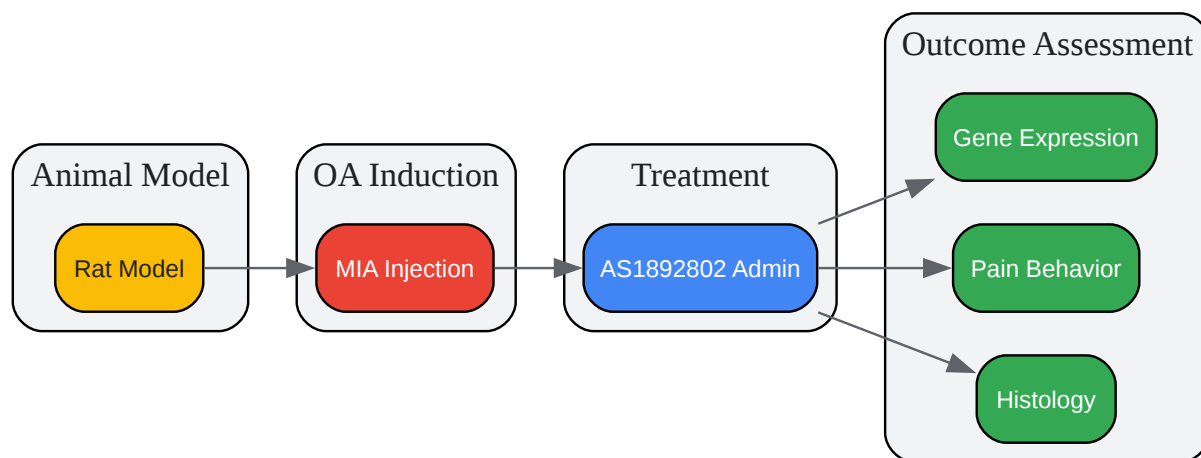 Animal Model
Rat Model
OA Induction
MIA Injection
Treatment
AS1892802 Admin
Outcome Assessment
Gene Expression
Pain Behavior
Histology